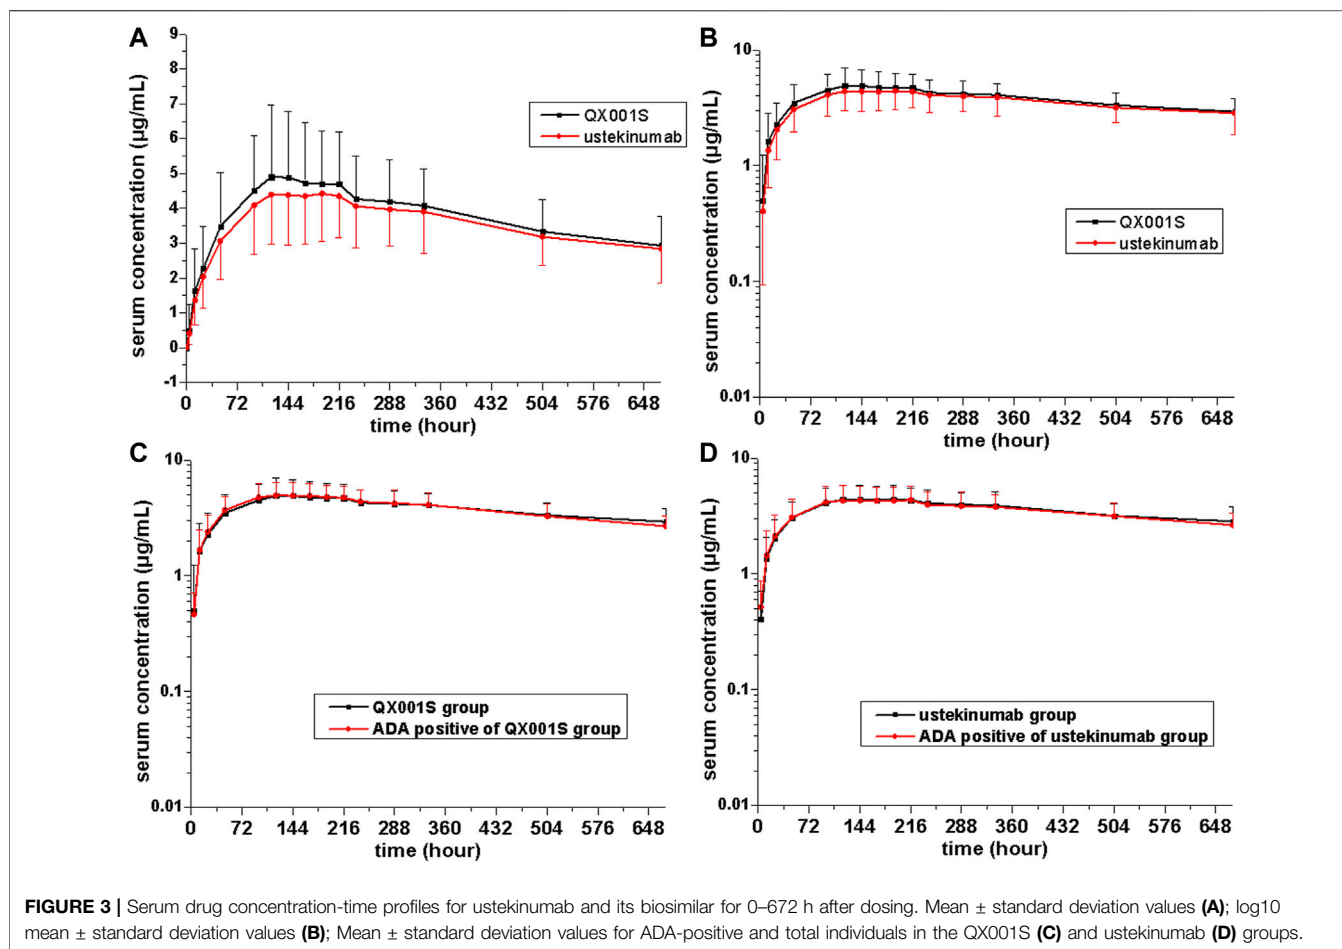 A
9
8
7
6
5
4
3
2
1
0
-1
serum concentration (µg/mL)
QX001S
ustekinumab
0 72 144 216 288 360 432 504 576 648
time (hour)
B
10
1
0.1
0.01
serum concentration (µg/mL)
QX001S
ustekinumab
0 72 144 216 288 360 432 504 576 648
time (hour)
C
10
1
0.1
0.01
serum concentration (µg/mL)
QX001S group
ADA positive of QX001S group
0 72 144 216 288 360 432 504 576 648
time (hour)
D
10
1
0.1
0.01
serum concentration (µg/mL)
ustekinumab group
ADA positive of ustekinumab group
0 72 144 216 288 360 432 504 576 648
time (hour)
FIGURE 3 | Serum drug concentration-time profiles for ustekinumab and its biosimilar for 0–672 h after dosing. Mean ± standard deviation values (A); log10
mean ± standard deviation values (B); Mean ± standard deviation values for ADA-positive and total individuals in the QX001S (C) and ustekinumab (D) groups.